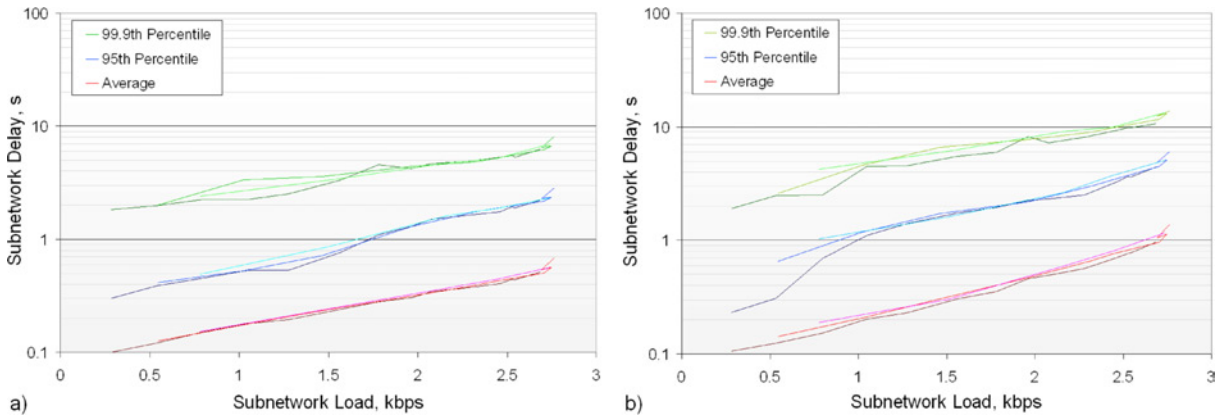 100
10
1
0.1
Subnetwork Delay, s
99.9th Percentile
95th Percentile
Average
0
0.5
1
1.5
2
2.5
3
Subnetwork Load, kbps
a)
100
10
1
0.1
Subnetwork Delay, s
99.9th Percentile
95th Percentile
Average
0
0.5
1
1.5
2
2.5
3
Subnetwork Load, kbps
b)